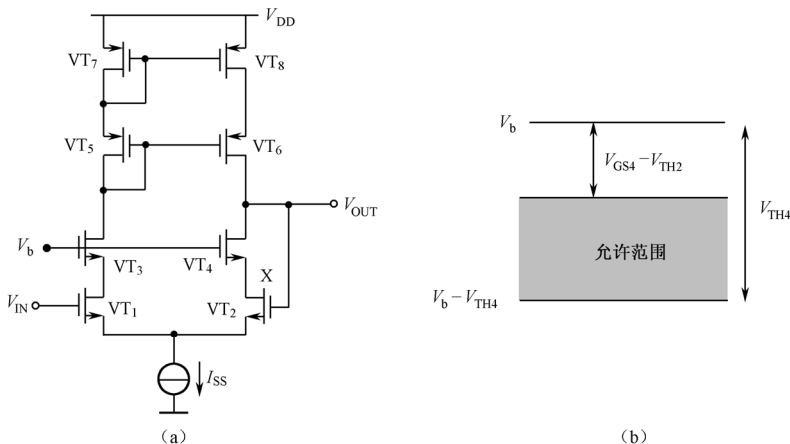 V_DD
VT_7
VT_8
VT_5
VT_6
V_OUT
V_b
VT_3
VT_4
X
V_IN
VT_1
VT_2
I_SS
(a)
V_b
V_GS4−V_TH2
V_TH4
允许范围
V_b−V_TH4
(b)